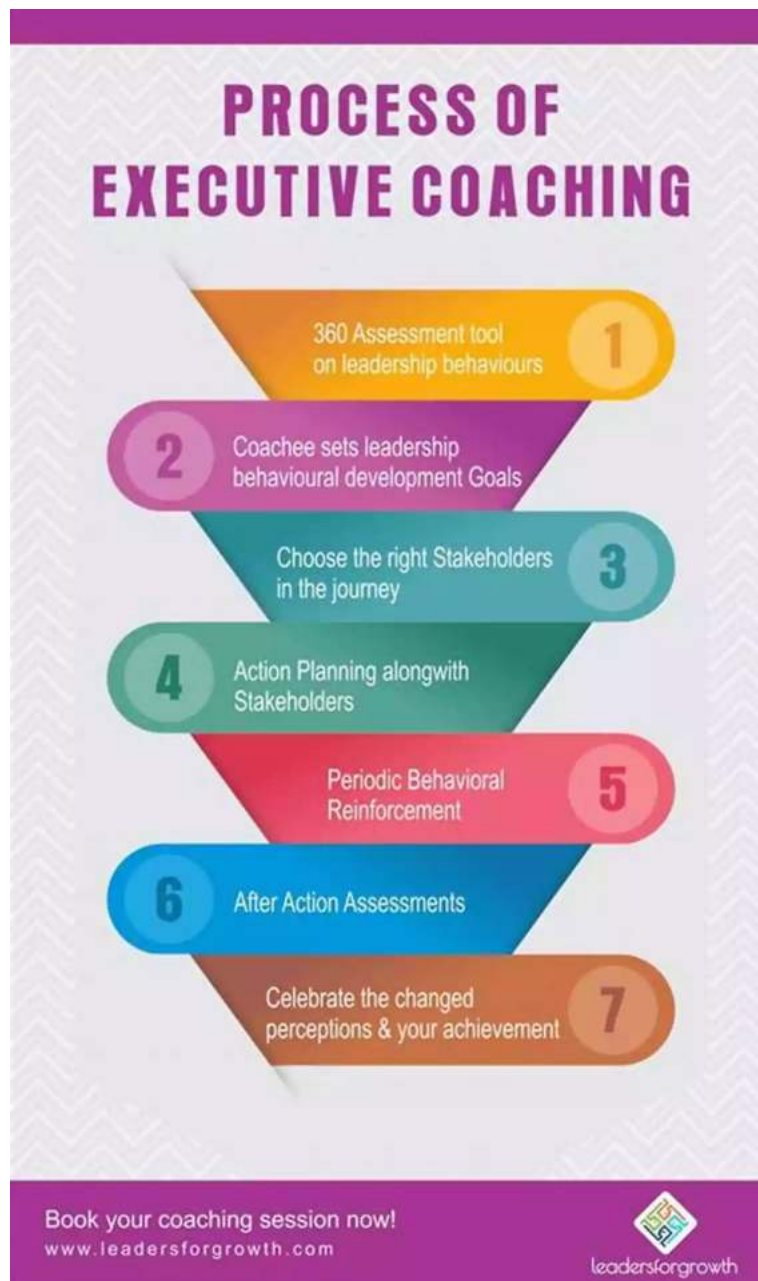 PROCESS OF
EXECUTIVE COACHING
360 Assessment tool
on leadership behaviours
1
2
Coachee sets leadership
behavioural development Goals
Choose the right Stakeholders
in the journey
3
4
Action Planning alongwith
Stakeholders
Periodic Behavioral
Reinforcement
5
6
After Action Assessments
Celebrate the changed
perceptions & your achievement
7
Book your coaching session now!
www.leadersforgrowth.com
leadersforgrowth